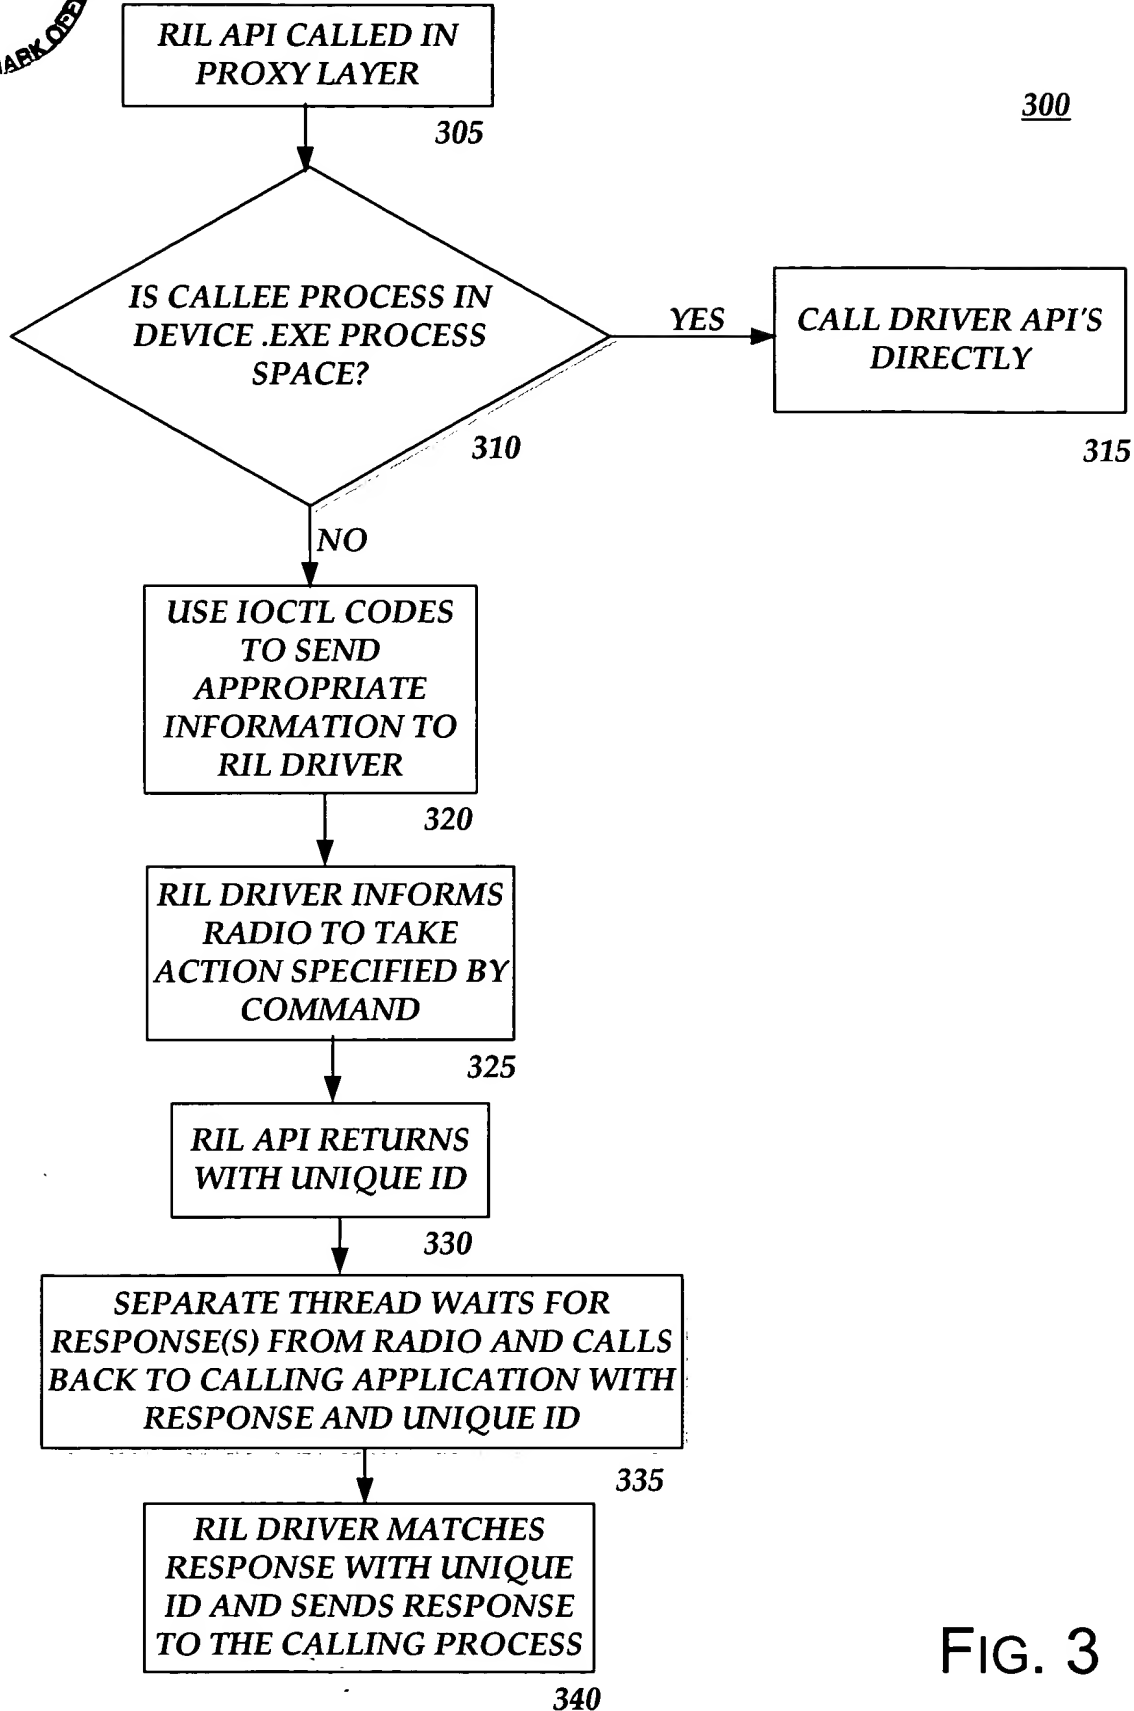 RIL API CALLED IN
PROXY LAYER
305
300
IS CALLEE PROCESS IN
DEVICE .EXE PROCESS
SPACE?
310
YES
CALL DRIVER API'S
DIRECTLY
315
NO
USE IOCTL CODES
TO SEND
APPROPRIATE
INFORMATION TO
RIL DRIVER
320
RIL DRIVER INFORMS
RADIO TO TAKE
ACTION SPECIFIED BY
COMMAND
325
RIL API RETURNS
WITH UNIQUE ID
330
SEPARATE THREAD WAITS FOR
RESPONSE(S) FROM RADIO AND CALLS
BACK TO CALLING APPLICATION WITH
RESPONSE AND UNIQUE ID
335
RIL DRIVER MATCHES
RESPONSE WITH UNIQUE
ID AND SENDS RESPONSE
TO THE CALLING PROCESS
340
FIG. 3